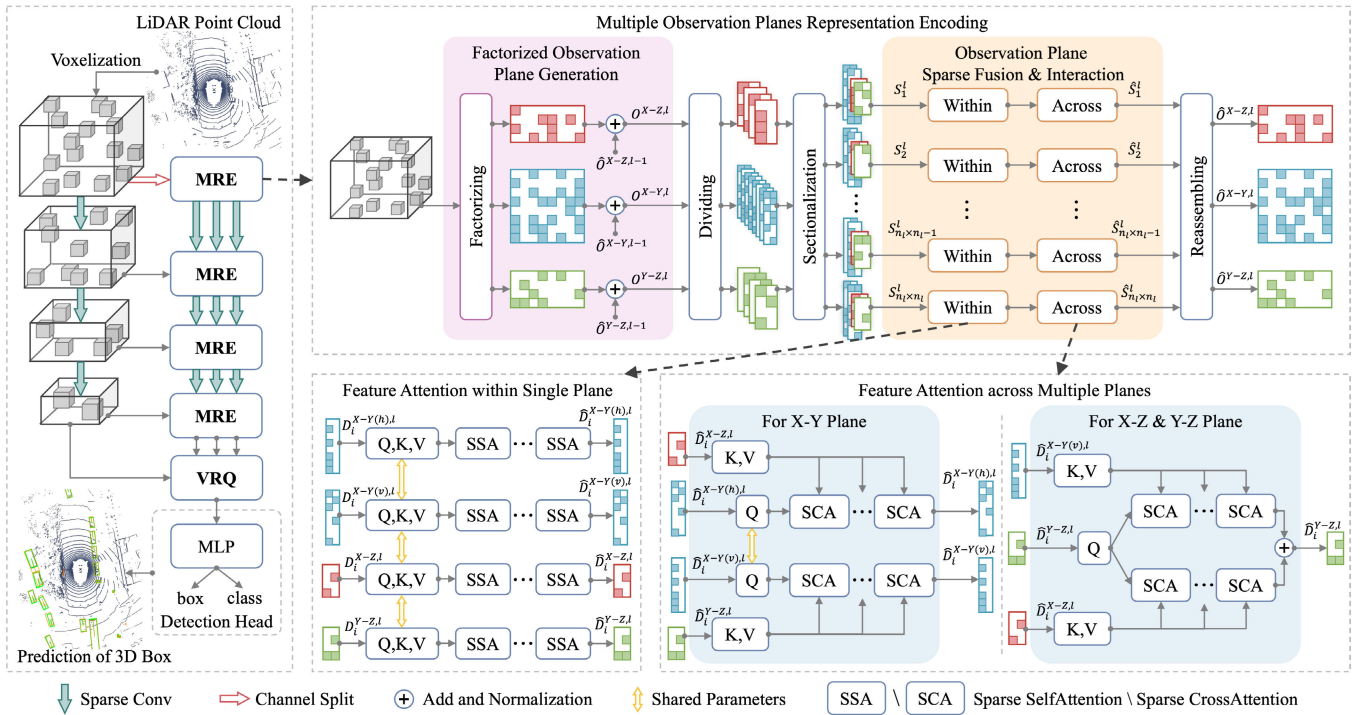 LiDAR Point Cloud
Voxelization
MRE
MRE
MRE
MRE
VRQ
MLP
box class
Detection Head
Prediction of 3D Box
Multiple Observation Planes Representation Encoding
Factorized Observation
Plane Generation
Factorizing
O^{X-Z,l}
Ô^{X-Z,l-1}
O^{X-Y,l}
Ô^{X-Y,l-1}
O^{Y-Z,l}
Ô^{Y-Z,l-1}
Dividing
Sectionalization
Observation Plane
Sparse Fusion & Interaction
S_1^l Within Across Ŝ_1^l
S_2^l Within Across Ŝ_2^l
S_{n_l×n_l-1}^l Within Across Ŝ_{n_l×n_l-1}^l
S_{n_l×n_l}^l Within Across Ŝ_{n_l×n_l}^l
Reassembling
Ô^{X-Z,l}
Ô^{X-Y,l}
Ô^{Y-Z,l}
Feature Attention within Single Plane
D_i^{X-Y(h),l} Q,K,V SSA ··· SSA D̂_i^{X-Y(h),l}
D_i^{X-Y(v),l} Q,K,V SSA ··· SSA D̂_i^{X-Y(v),l}
D_i^{X-Z,l} Q,K,V SSA ··· SSA D̂_i^{X-Z,l}
D_i^{Y-Z,l} Q,K,V SSA ··· SSA D̂_i^{Y-Z,l}
Feature Attention across Multiple Planes
For X-Y Plane
D̂_i^{X-Z,l} K,V
D̂_i^{X-Y(h),l} Q SCA ··· SCA D̂_i^{X-Y(h),l}
D̂_i^{X-Y(v),l} Q SCA ··· SCA D̂_i^{X-Y(v),l}
D̂_i^{Y-Z,l} K,V
For X-Z & Y-Z Plane
D̂_i^{X-Y(v),l} K,V
SCA ··· SCA
D̂_i^{Y-Z,l} Q D̂_i^{Y-Z,l}
SCA ··· SCA
D̂_i^{X-Z,l} K,V
Sparse Conv Channel Split + Add and Normalization Shared Parameters SSA \ SCA Sparse SelfAttention \ Sparse CrossAttention